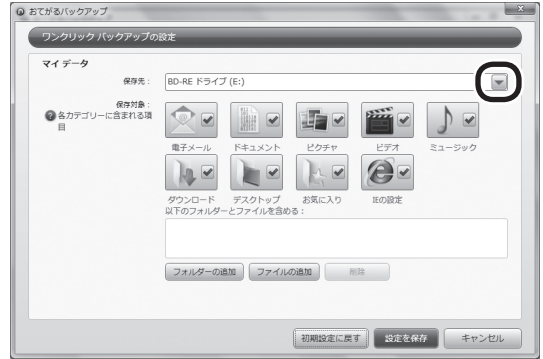 おてがるバックアップ
ワンクリック バックアップの設定
マイ データ
保存先:
BD-RE ドライブ (E:)
保存対象:
各カテゴリーに含まれる項
目
電子メール
ドキュメント
ピクチャ
ビデオ
ミュージック
ダウンロード
デスクトップ
お気に入り
IEの設定
以下のフォルダーとファイルを含める:
フォルダーの追加
ファイルの追加
削除
初期設定に戻す
設定を保存
キャンセル